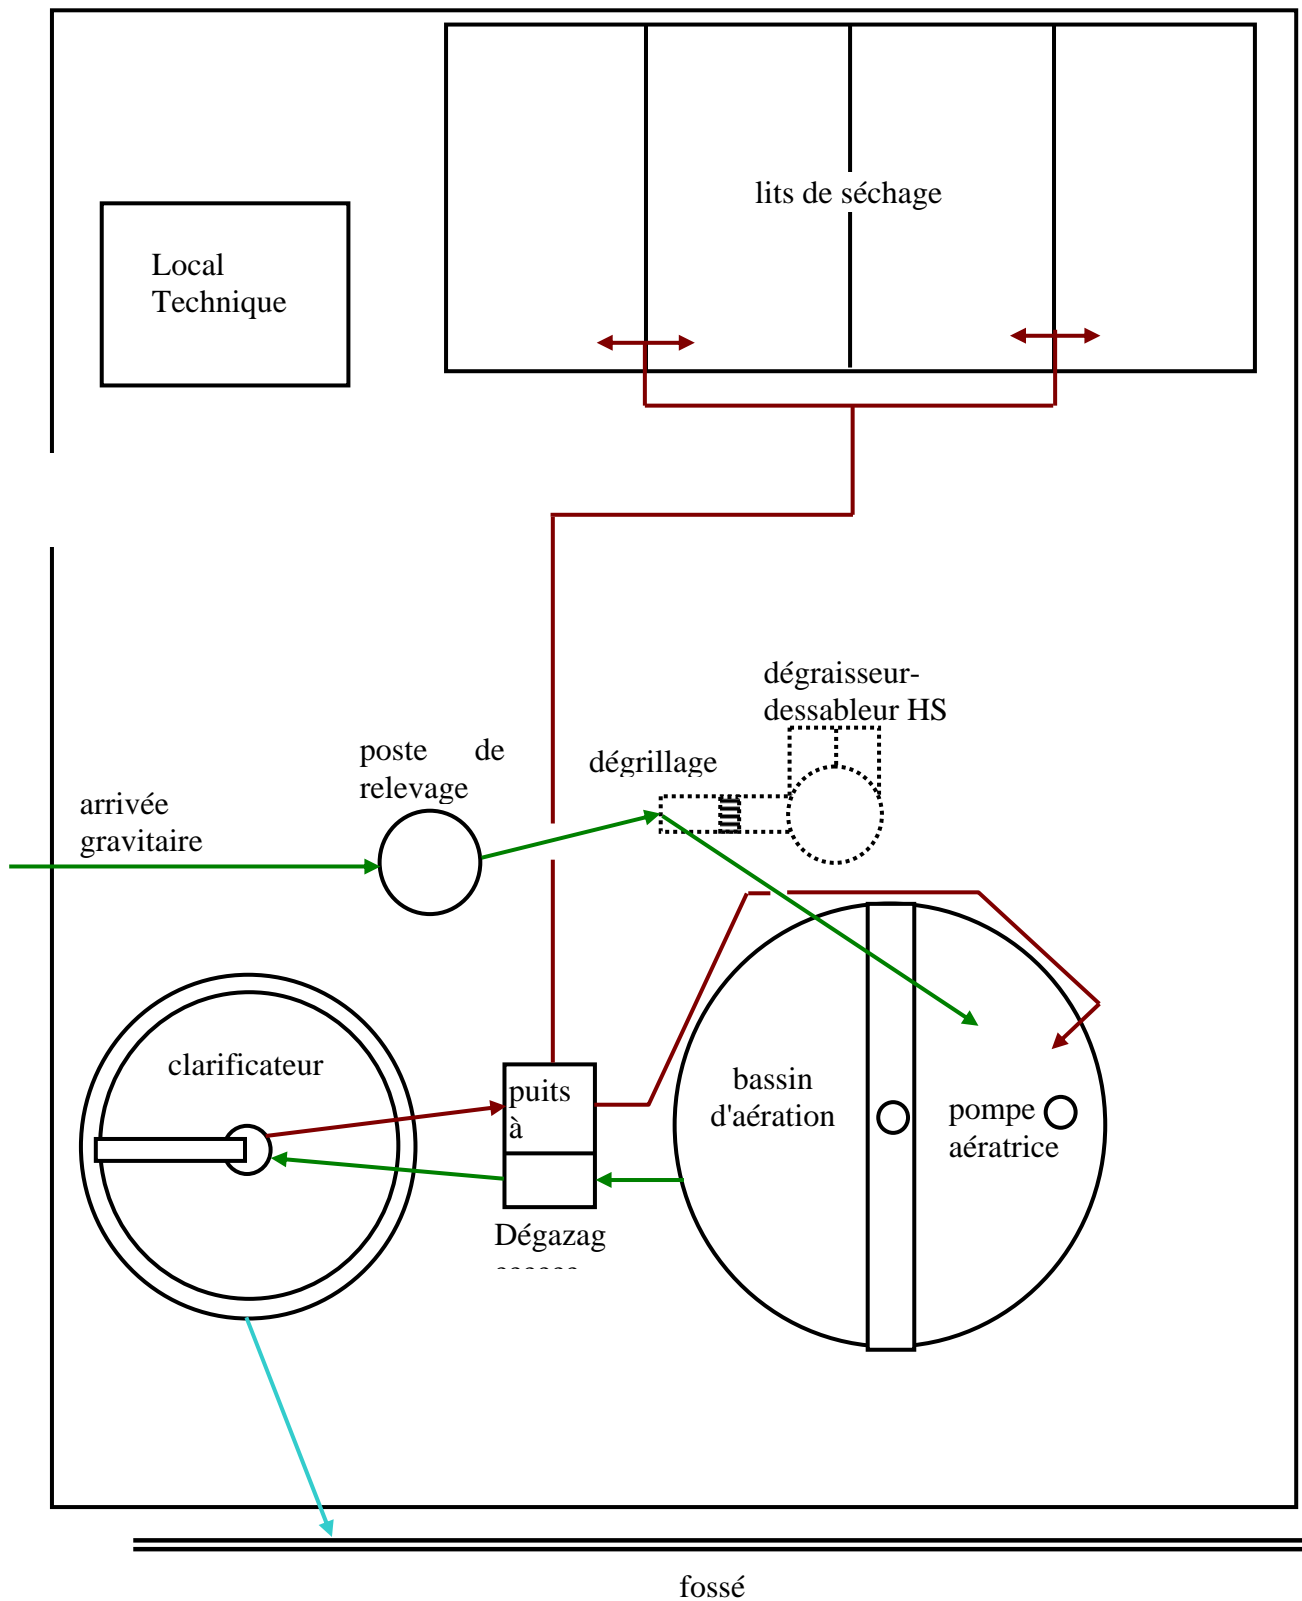 lits de séchage
Local
Technique
dégraisseur-
dessableur HS
poste de
relevage
dégrillage
arrivée
gravitaire
clarificateur
puits
à
bassin
d'aération
pompe
aératrice
Dégazag
fossé